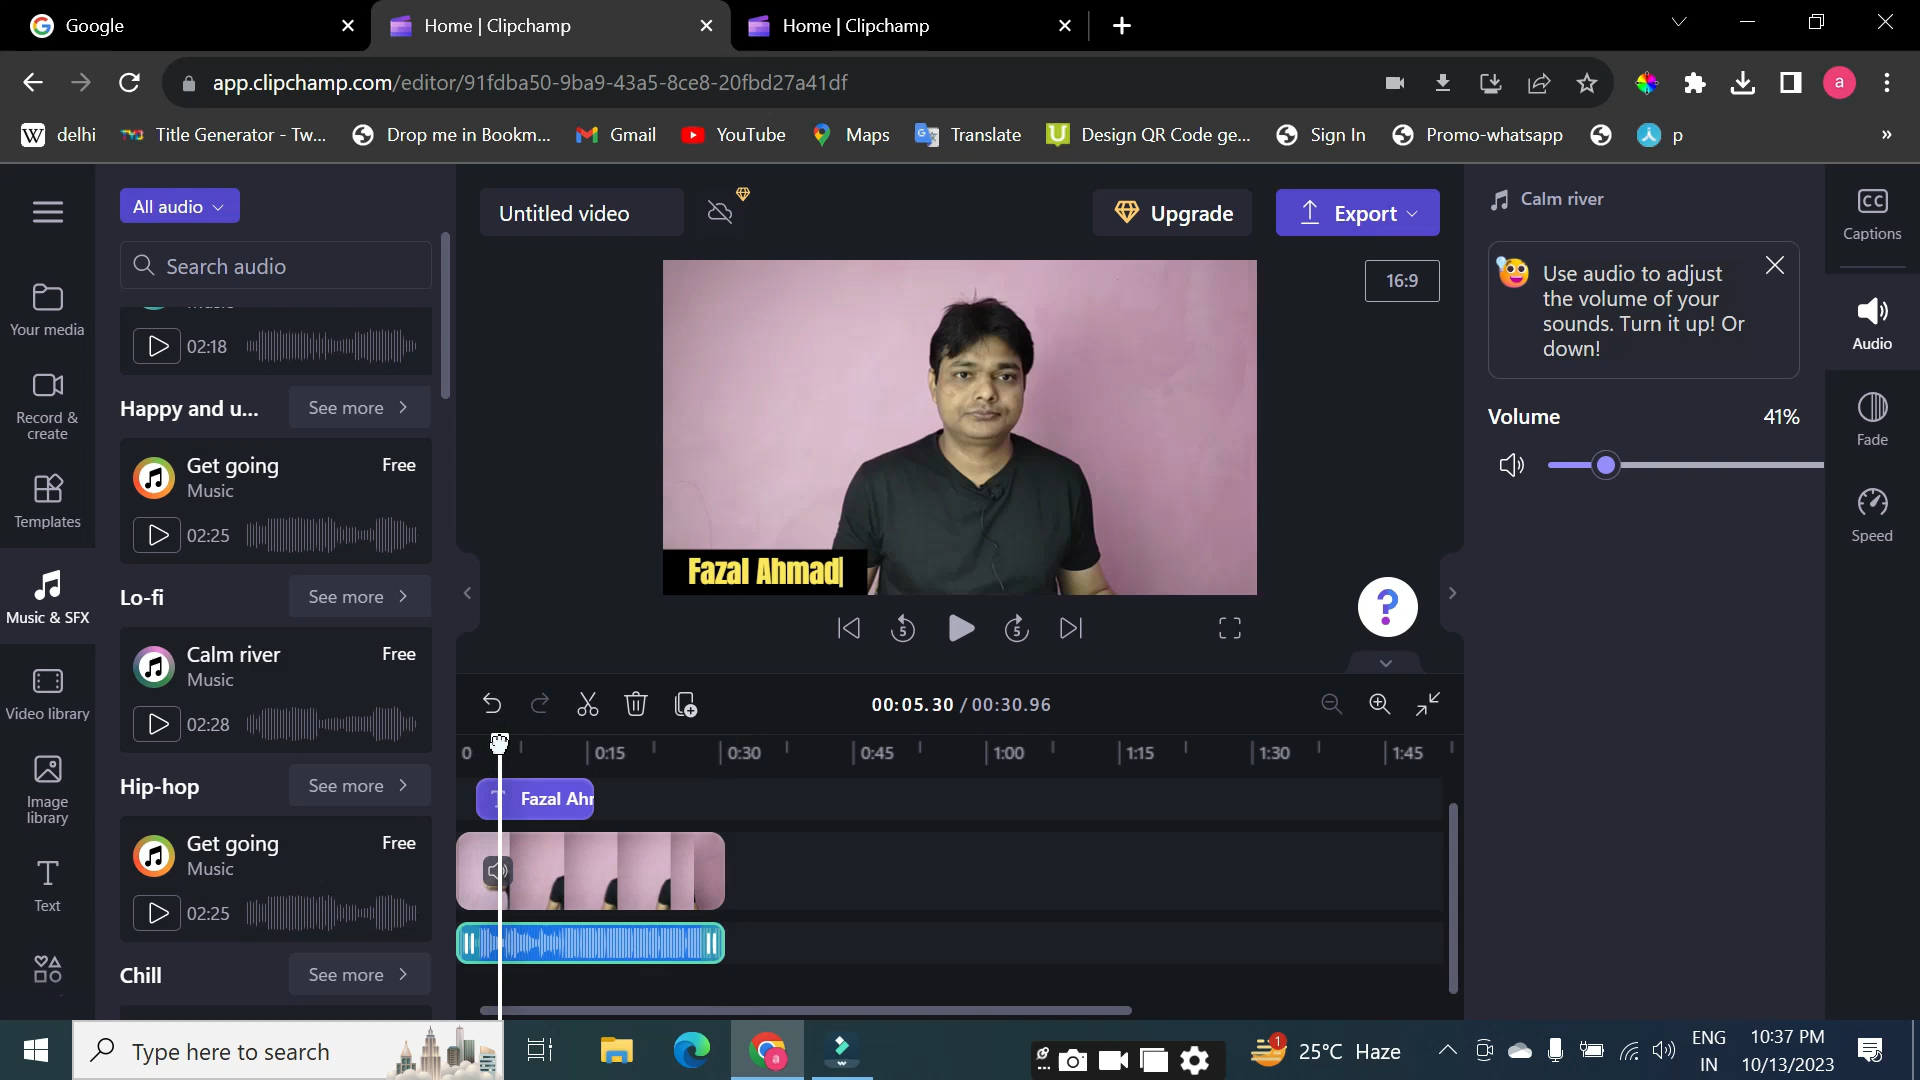 Google
Home | Clipchamp
Home | Clipchamp
app.clipchamp.com/editor/91fdba50-9ba9-43a5-8ce8-20fbd27a41df
a
W delhi
Title Generator - Tw...
Drop me in Bookm...
Gmail
YouTube
Maps
Translate
Design QR Code ge...
Sign In
Promo-whatsapp
p
»
Your media
Record &
create
Templates
Music & SFX
Video library
Image
library
Text
All audio
Search audio
02:18
Happy and u...
See more
Get going
Free
Music
02:25
Lo-fi
See more
Calm river
Free
Music
02:28
Hip-hop
See more
Get going
Free
Music
02:25
Chill
See more
Untitled video
Upgrade
Export
16:9
Fazal Ahmad
5
5
?
00:05.30 / 00:30.96
0
0:15
0:30
0:45
1:00
1:15
1:30
1:45
T Fazal Ahm
Calm river
Use audio to adjust
the volume of your
sounds. Turn it up! Or
down!
Volume
41%
CC
Captions
Audio
Fade
Speed
Type here to search
a
1
25°C Haze
ENG
IN
10:37 PM
10/13/2023